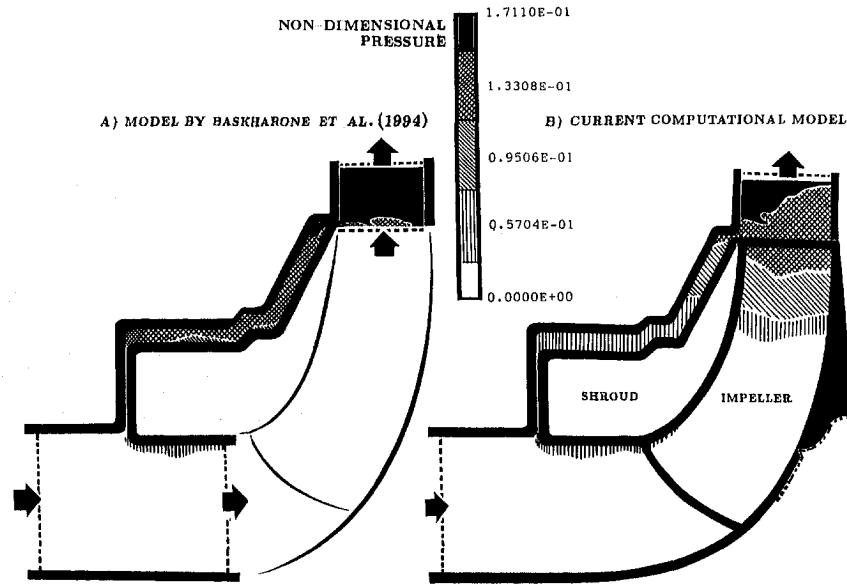 NON-DIMENSIONAL
PRESSURE
1.7110E-01
1.3308E-01
0.9506E-01
0.5704E-01
0.0000E+00
A) MODEL BY BASKHARONE ET AL. (1994)
B) CURRENT COMPUTATIONAL MODEL
SHROUD
IMPELLER